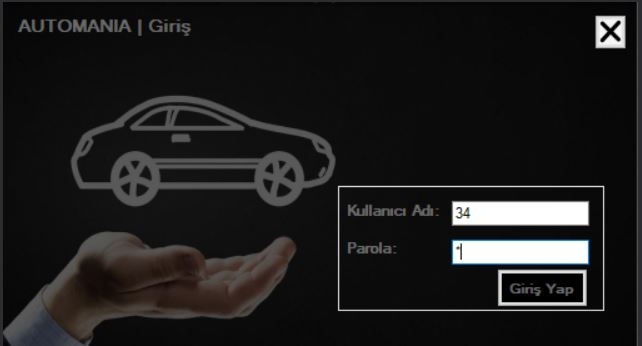 AUTOMANIA | Giriş
Kullanıcı Adı: 34
Parola: *
Giriş Yap